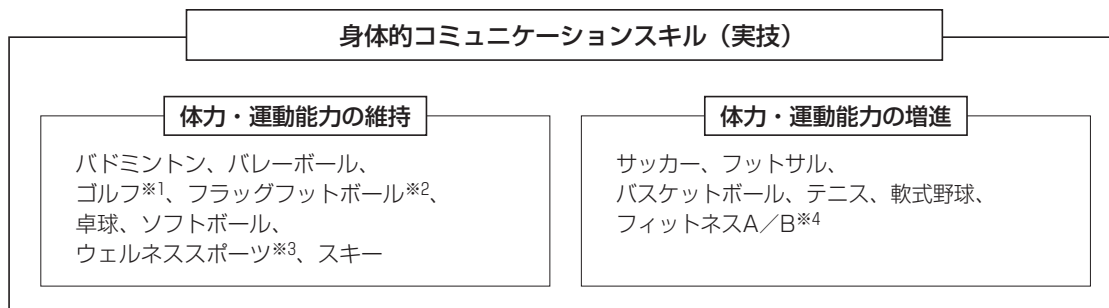 身体的コミュニケーションスキル（実技）
体力・運動能力の維持
バドミントン、バレーボール、
ゴルフ※1、フラッグフットボール※2、
卓球、ソフトボール、
ウェルネススポーツ※3、スキー
体力・運動能力の増進
サッカー、フットサル、
バスケットボール、テニス、軟式野球、
フィットネスA／B※4